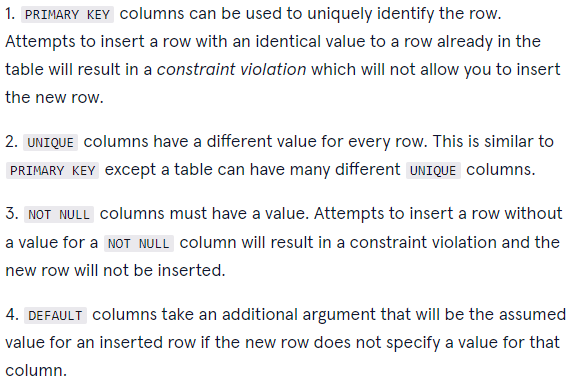 1. PRIMARY KEY columns can be used to uniquely identify the row.
Attempts to insert a row with an identical value to a row already in the
table will result in a constraint violation which will not allow you to insert
the new row.
2. UNIQUE columns have a different value for every row. This is similar to
PRIMARY KEY except a table can have many different UNIQUE columns.
3. NOT NULL columns must have a value. Attempts to insert a row without
a value for a NOT NULL column will result in a constraint violation and the
new row will not be inserted.
4. DEFAULT columns take an additional argument that will be the assumed
value for an inserted row if the new row does not specify a value for that
column.